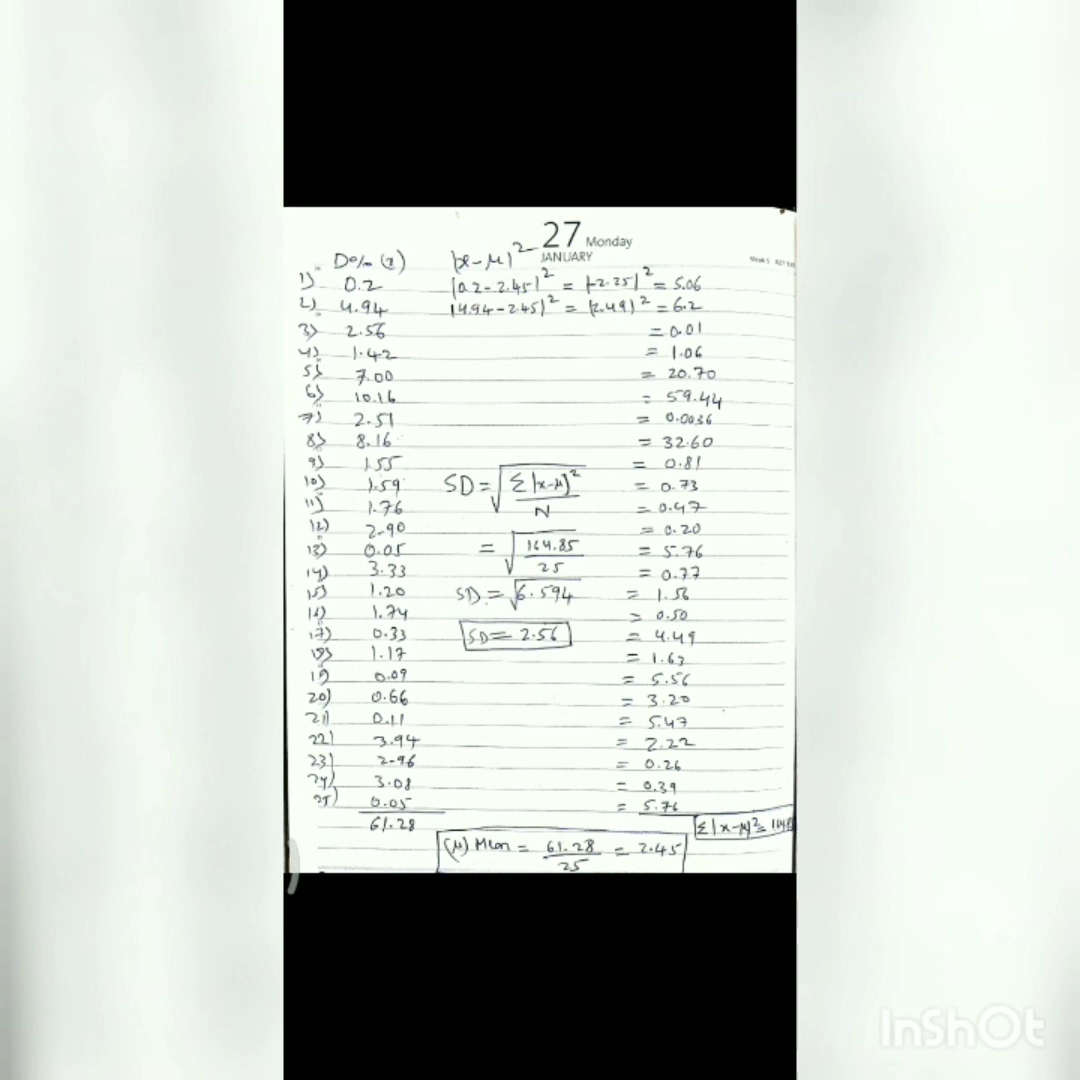 27 Monday
JANUARY
D% (x) |x-μ|²
1) 0.2 |0.2-2.45|² = |-2.25|² = 5.06
2) 4.94 |4.94-2.45|² = |2.49|² = 6.2
3) 2.56 = 0.01
4) 1.42 = 1.06
5) 7.00 = 20.70
6) 10.16 = 59.44
7) 2.51 = 0.0036
8) 8.16 = 32.60
9) 1.55 = 0.81
10) 1.59 SD = √Σ|x-μ|²/N = 0.73
11) 1.76 = 0.47
12) 2.90 = 0.20
13) 0.05 = √164.85/25 = 5.76
14) 3.33 = 0.77
15) 1.20 SD = √6.594 = 1.56
16) 1.74 = 0.50
17) 0.33 SD = 2.56 = 4.49
18) 1.17 = 1.63
19) 0.09 = 5.56
20) 0.66 = 3.20
21) 0.11 = 5.47
22) 3.94 = 2.22
23) 2.96 = 0.26
24) 3.08 = 0.39
25) 0.05 = 5.76
61.28 Σ|x-μ|² =
(μ) Mean = 61.28/25 = 2.45
InShOt